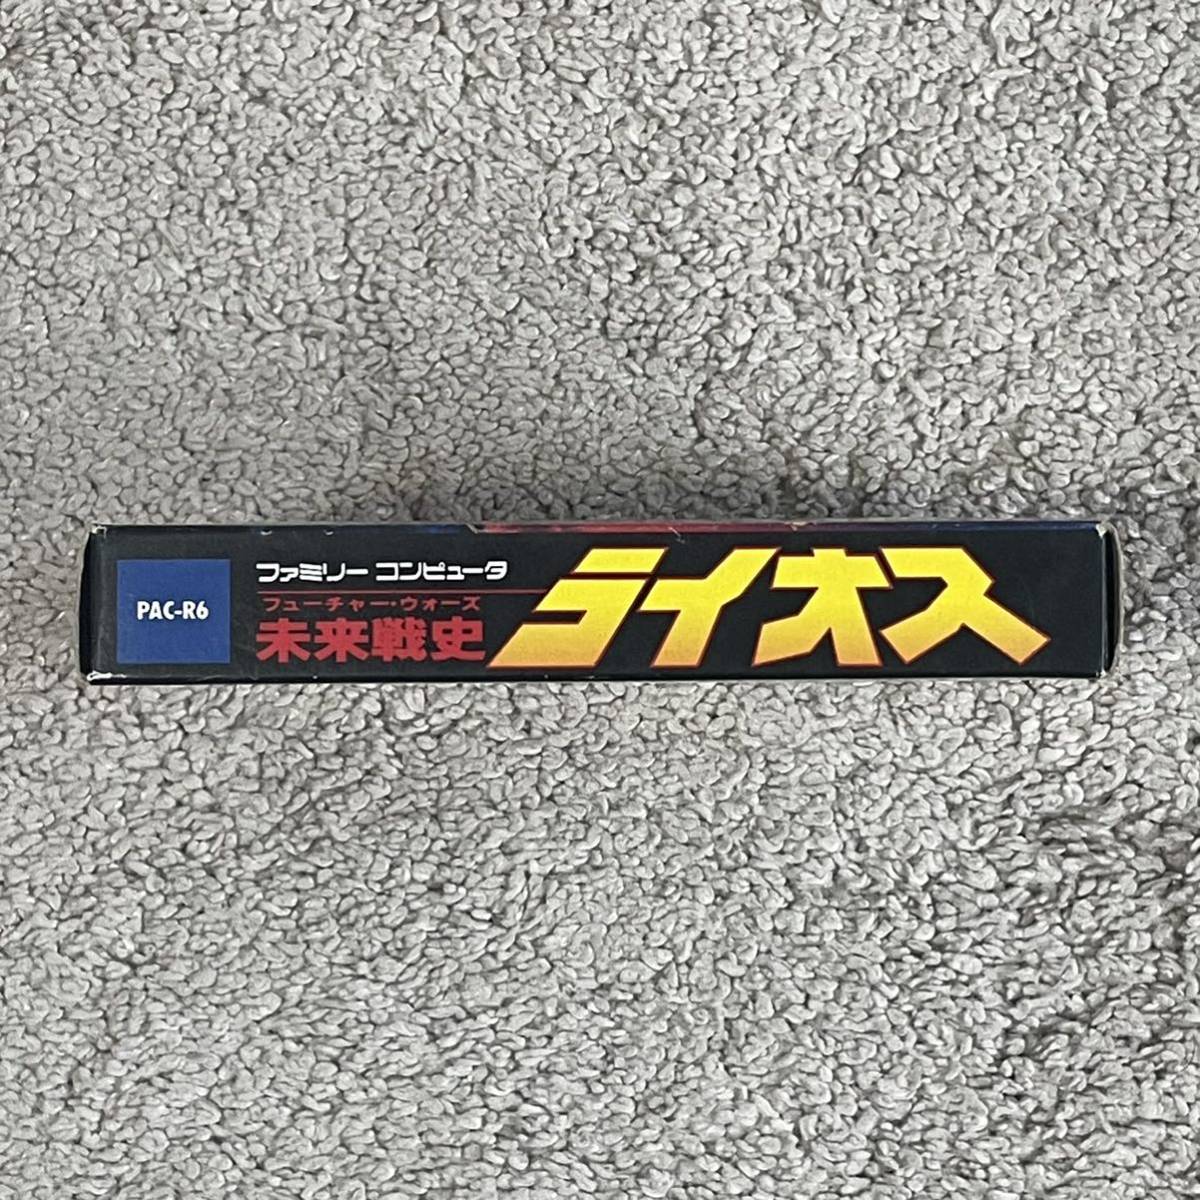 PAC-R6
ファミリー コンピュータ
フューチャー・ウォーズ
未来戦史
ライオス